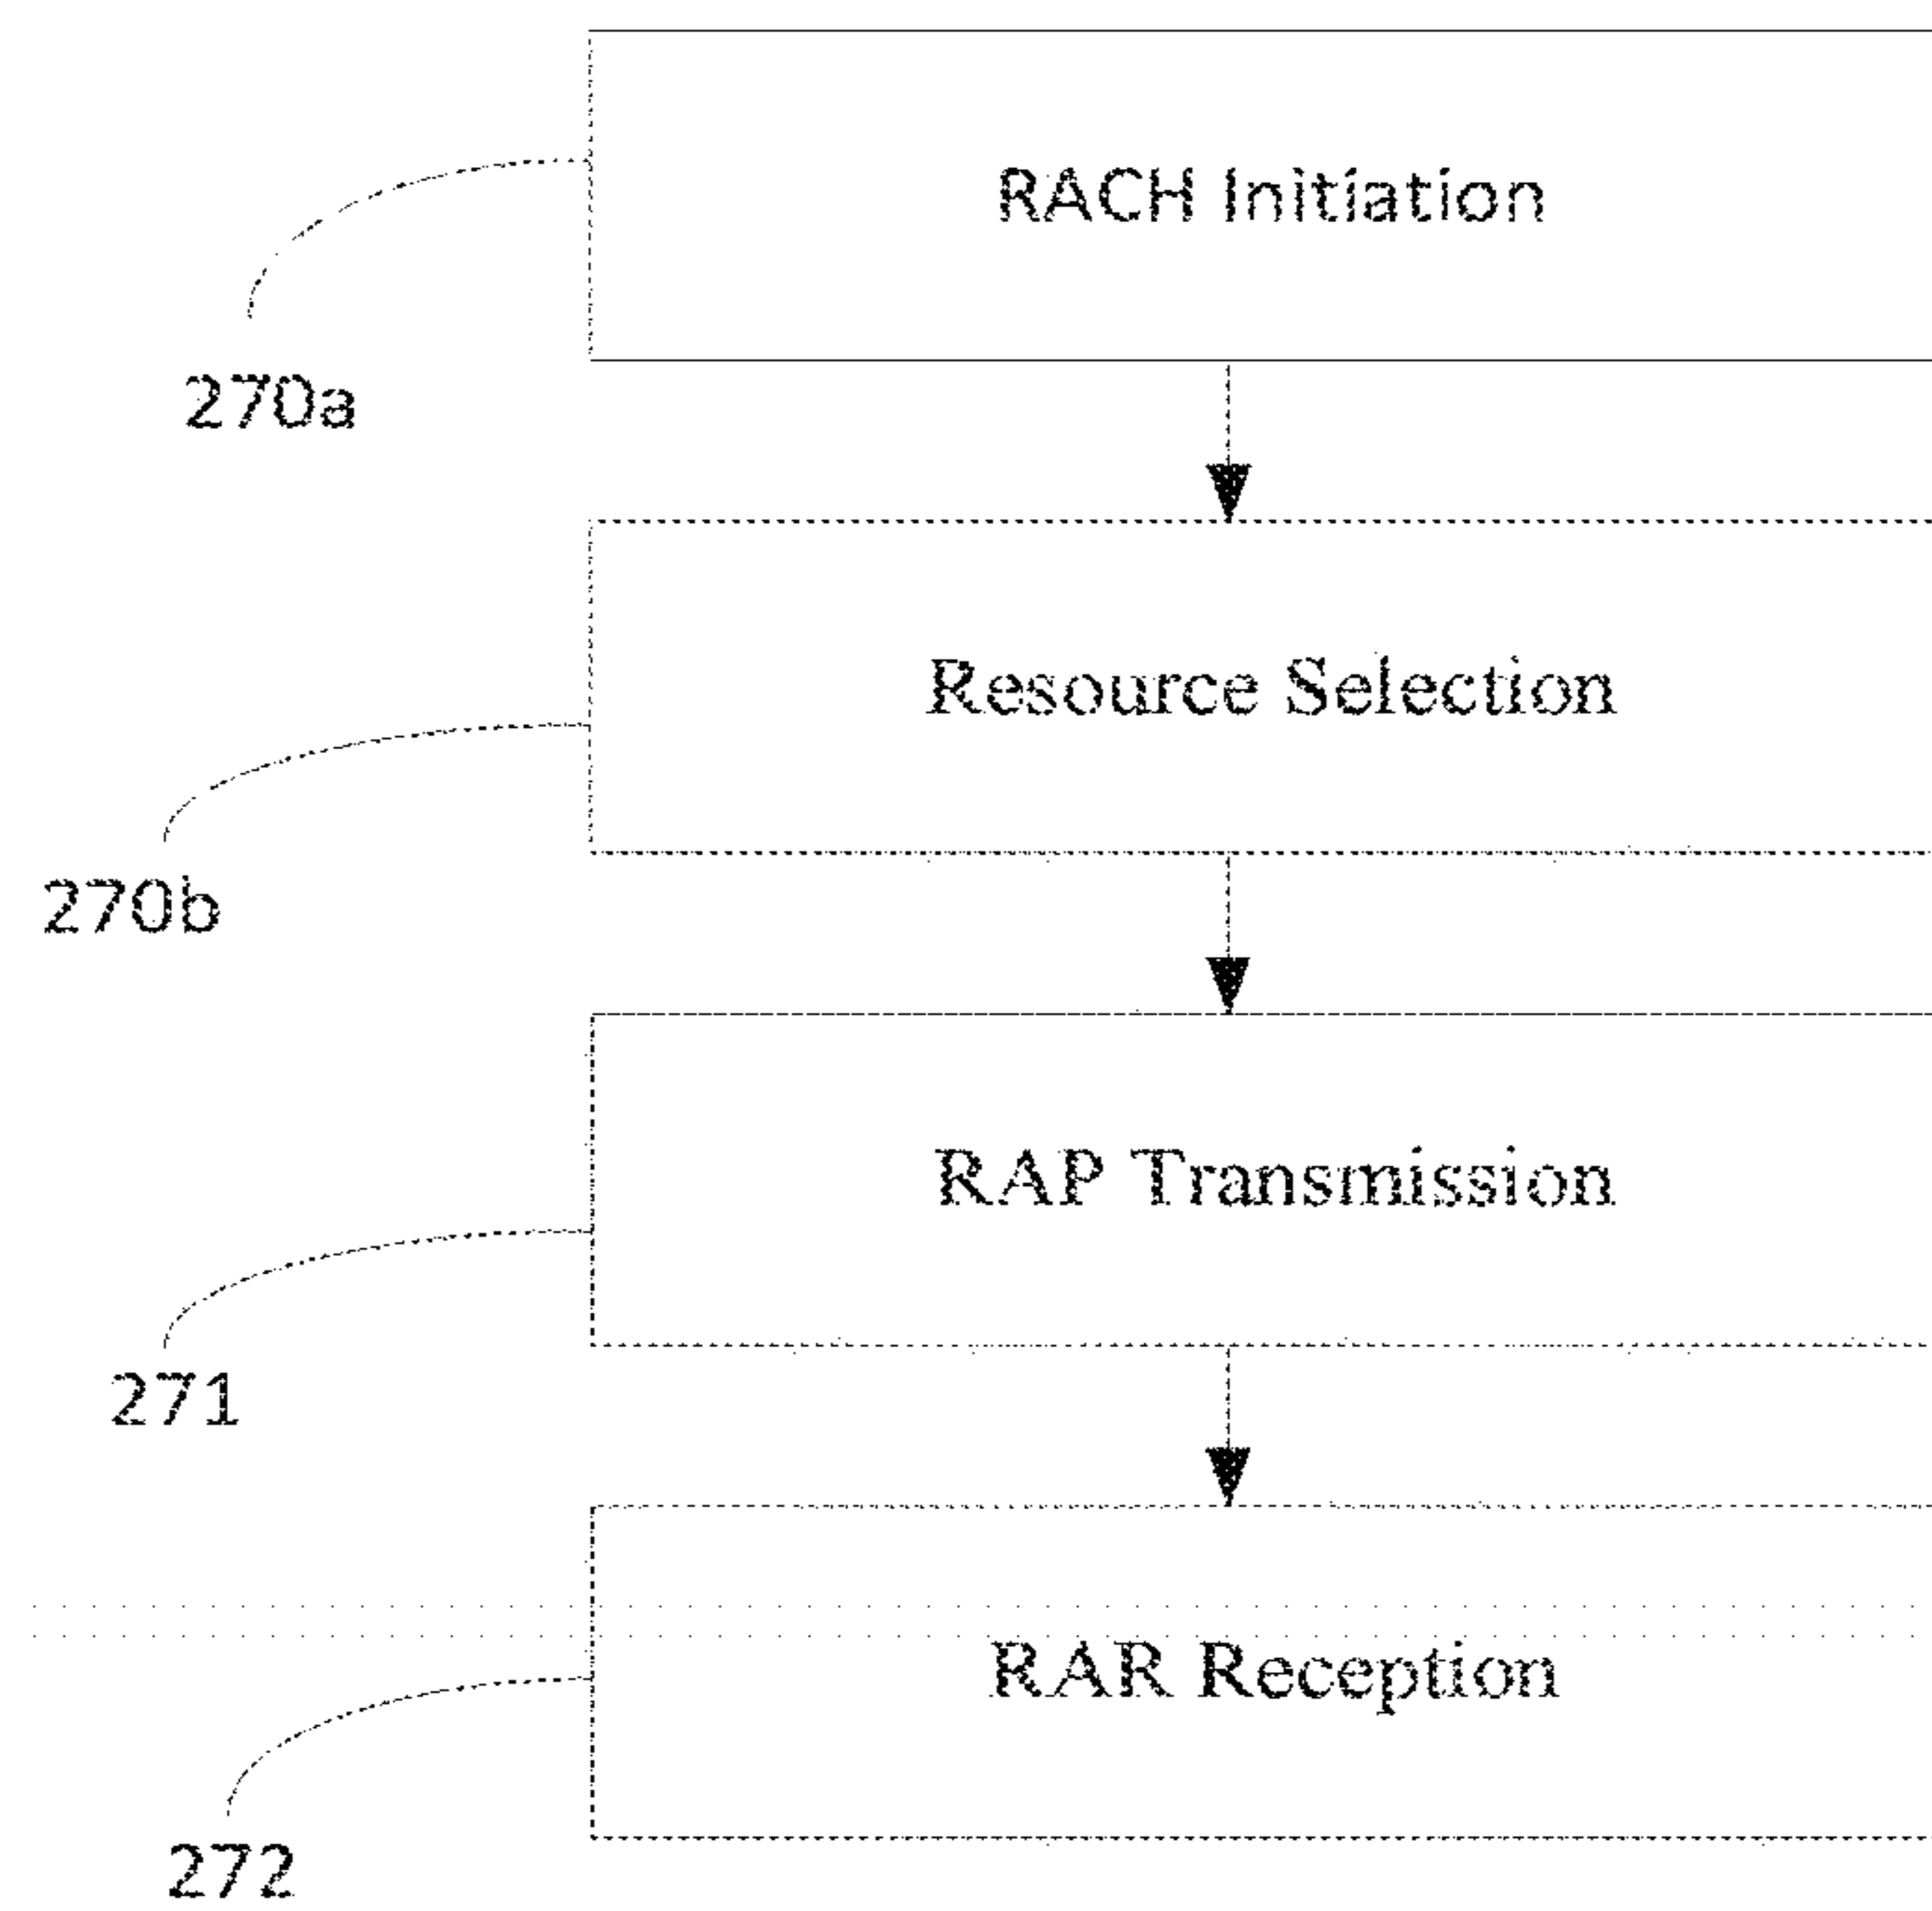 RACH Initiation
270a
Resource Selection
270b
RAP Transmission
271
RAR Reception
272